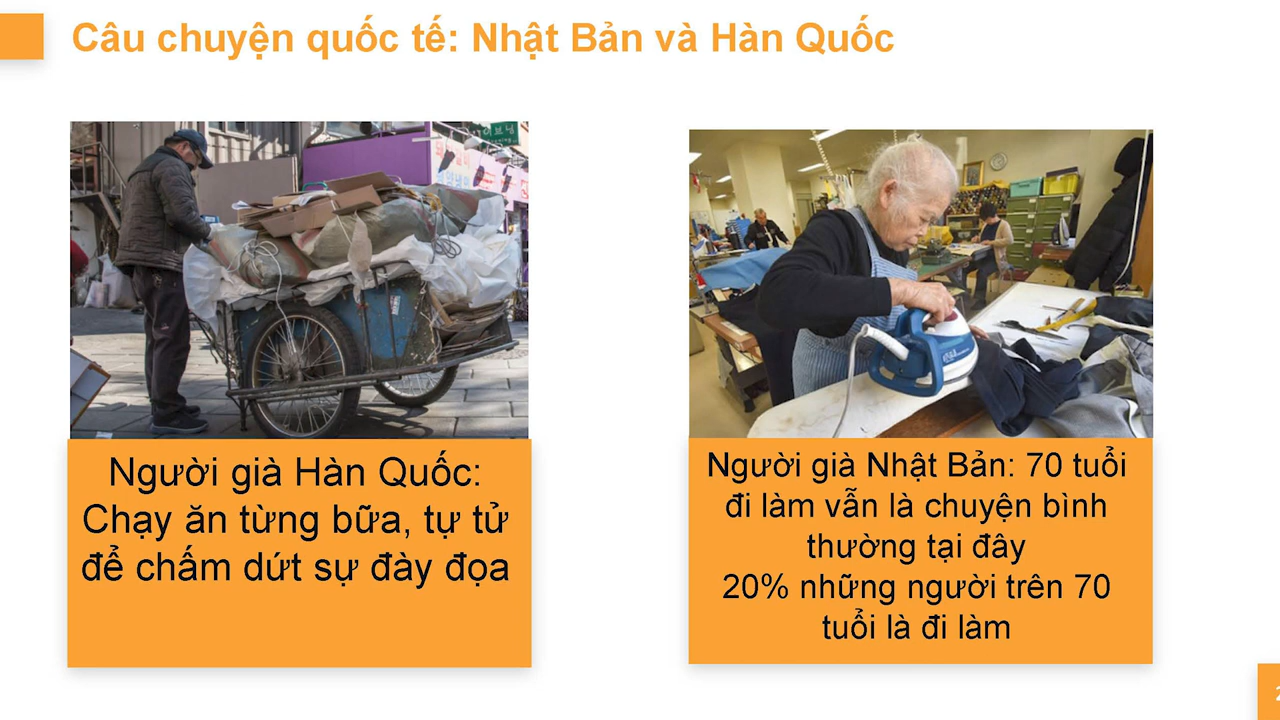 Câu chuyện quốc tế: Nhật Bản và Hàn Quốc
Người già Hàn Quốc:
Chạy ăn từng bữa, tự tử
để chấm dứt sự đày đọa
Người già Nhật Bản: 70 tuổi
đi làm vẫn là chuyện bình
thường tại đây
20% những người trên 70
tuổi là đi làm